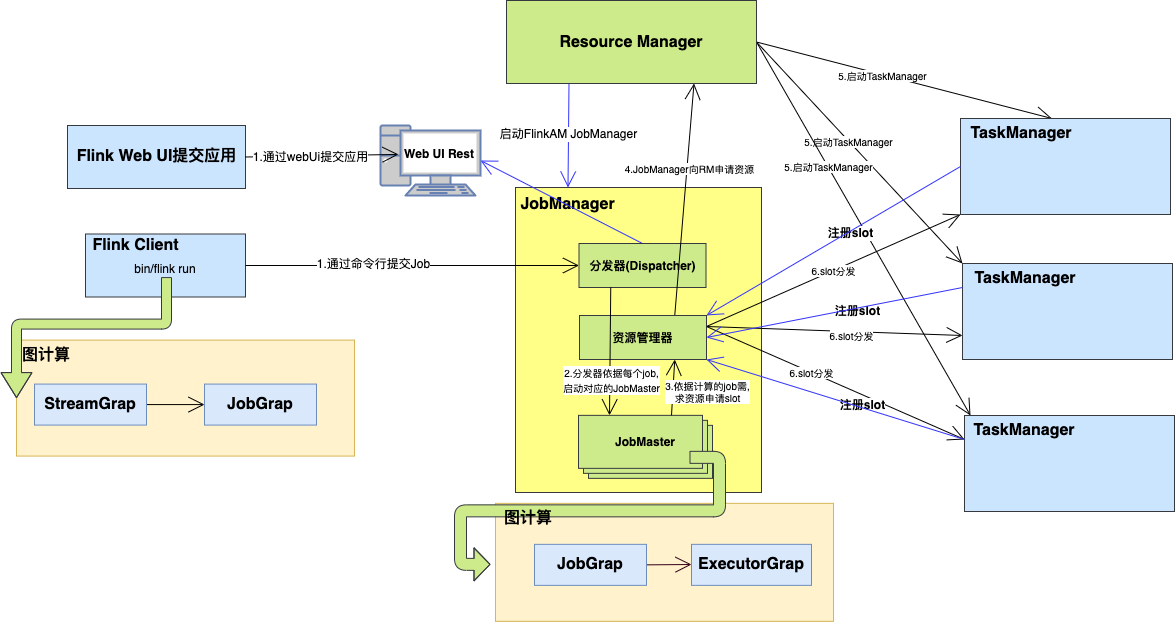 Resource Manager
5.启动TaskManager
Flink Web UI提交应用
1.通过webUi提交应用
Web UI Rest
启动FlinkAM JobManager
5.启动TaskManager
5.启动TaskManager
4.JobManager向RM申请资源
TaskManager
JobManager
Flink Client
bin/flink run
1.通过命令行提交Job
分发器(Dispatcher)
注册slot
6.slot分发
TaskManager
资源管理器
注册slot
6.slot分发
图计算
StreamGrap
JobGrap
2.分发器依据每个job,
启动对应的JobMaster
3.依据计算的job需,
求资源申请slot
6.slot分发
注册slot
JobMaster
TaskManager
图计算
JobGrap
ExecutorGrap